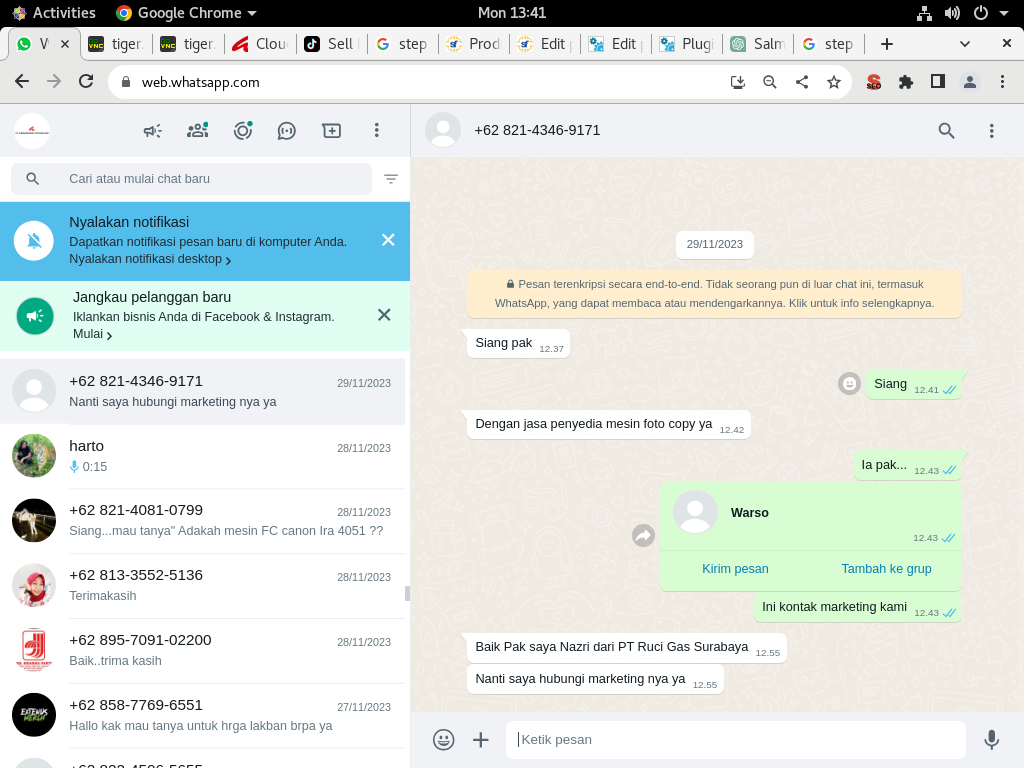 Activities
Google Chrome
Mon 13:41
W
tiger.
tiger.
Clou
Sell
step
Prod
Edit
Edit
Plugi
Salm
step
web.whatsapp.com
SEO
+62 821-4346-9171
Cari atau mulai chat baru
Nyalakan notifikasi
Dapatkan notifikasi pesan baru di komputer Anda.
Nyalakan notifikasi desktop >
Jangkau pelanggan baru
Iklankan bisnis Anda di Facebook & Instagram.
Mulai >
+62 821-4346-9171 29/11/2023
Nanti saya hubungi marketing nya ya
harto 28/11/2023
0:15
+62 821-4081-0799 28/11/2023
Siang...mau tanya" Adakah mesin FC canon Ira 4051 ??
+62 813-3552-5136 28/11/2023
Terimakasih
+62 895-7091-02200 28/11/2023
Baik..trima kasih
+62 858-7769-6551 27/11/2023
Hallo kak mau tanya untuk hrga lakban brpa ya
29/11/2023
Pesan terenkripsi secara end-to-end. Tidak seorang pun di luar chat ini, termasuk
WhatsApp, yang dapat membaca atau mendengarkannya. Klik untuk info selengkapnya.
Siang pak 12.37
Siang 12.41
Dengan jasa penyedia mesin foto copy ya 12.42
Ia pak... 12.43
Warso
12.43
Kirim pesan Tambah ke grup
Ini kontak marketing kami 12.43
Baik Pak saya Nazri dari PT Ruci Gas Surabaya 12.55
Nanti saya hubungi marketing nya ya 12.55
Ketik pesan